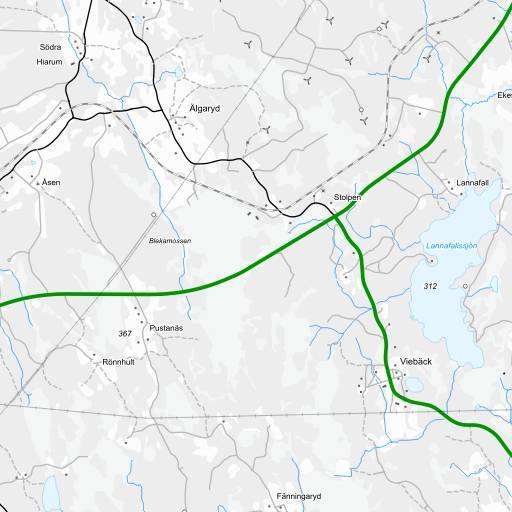 Södra
Hiarum
Älgaryd
Ekes
Åsen
Lannafall
Stolpen
Blekamossen
Lannafallssjön
312
367
Pustanäs
Rönnhult
Viebäck
Fänningaryd